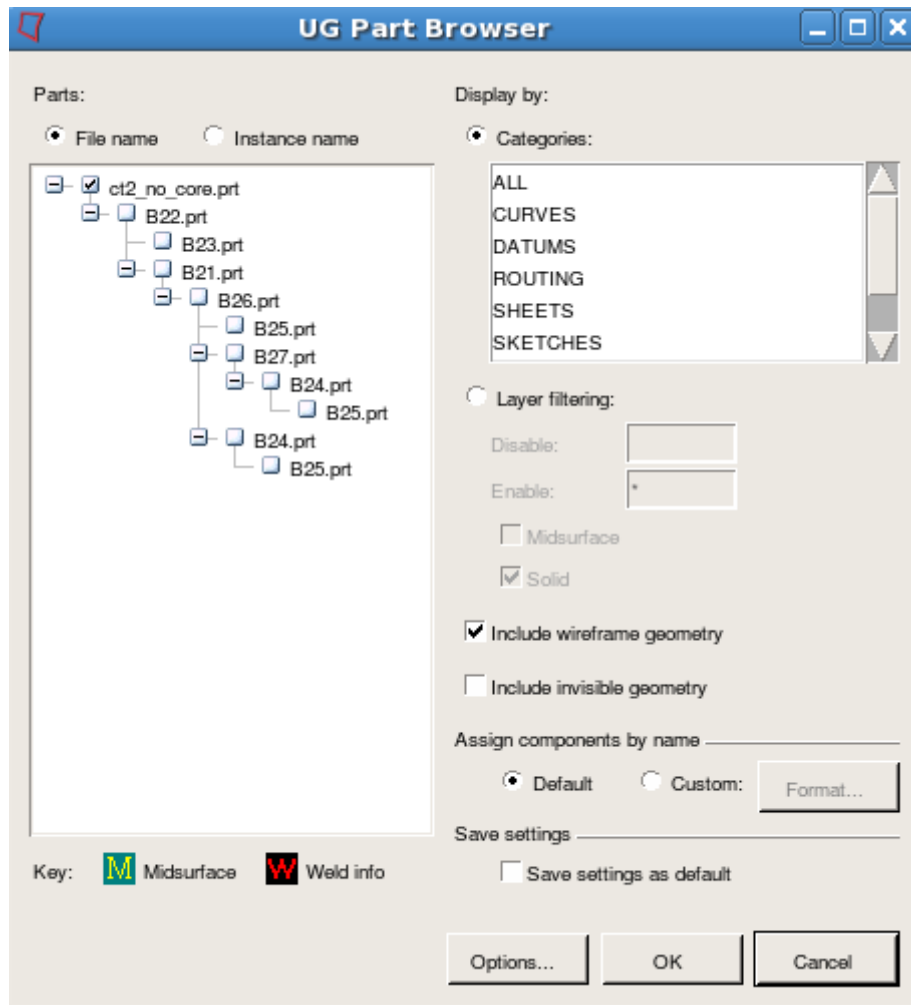 UG Part Browser
Parts:
File name Instance name
ct2_no_core.prt
B22.prt
B23.prt
B21.prt
B26.prt
B25.prt
B27.prt
B24.prt
B25.prt
B24.prt
B25.prt
Key: M Midsurface W Weld info
Display by:
Categories:
ALL
CURVES
DATUMS
ROUTING
SHEETS
SKETCHES
Layer filtering:
Disable:
Enable: *
Midsurface
Solid
Include wireframe geometry
Include invisible geometry
Assign components by name
Default Custom: Format...
Save settings
Save settings as default
Options... OK Cancel